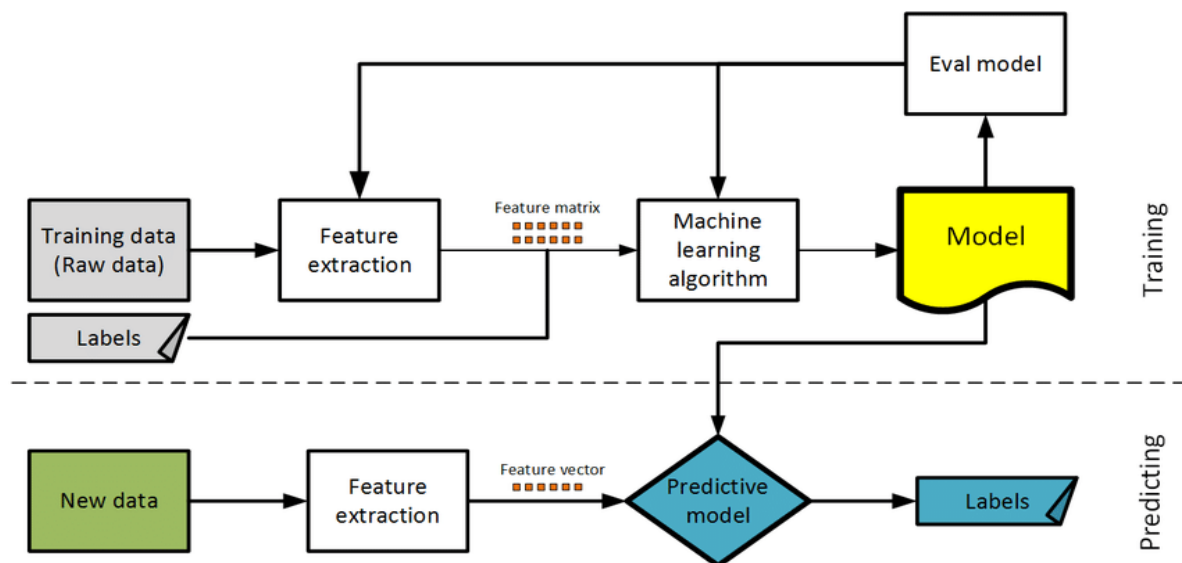 Eval model
Feature matrix
Training data
(Raw data)
Feature
extraction
Machine
learning
algorithm
Model
Training
Labels
Feature vector
New data
Feature
extraction
Predictive
model
Labels
Predicting